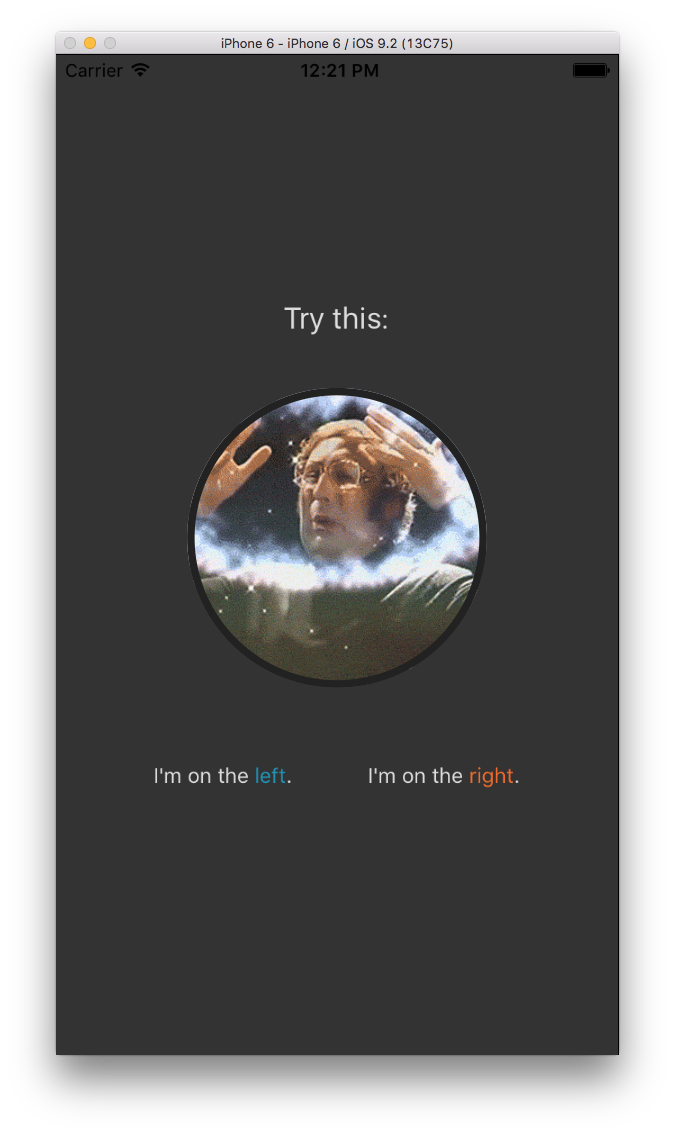 iPhone 6 - iPhone 6 / iOS 9.2 (13C75)
Carrier 12:21 PM
Try this:
I'm on the left. I'm on the right.